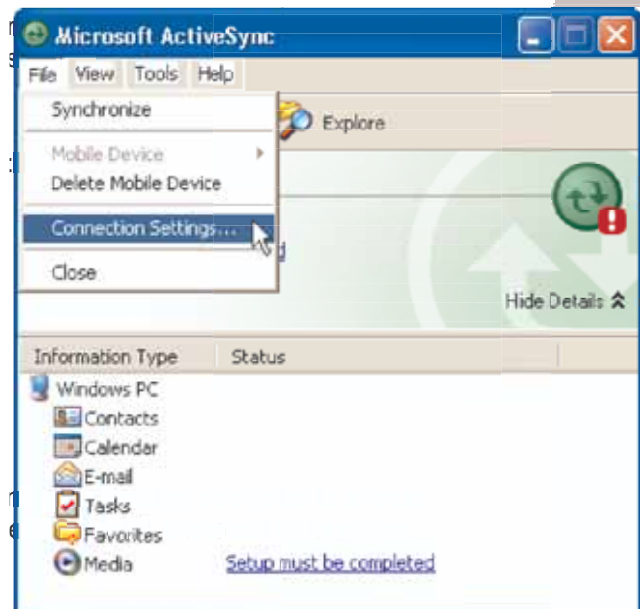 Microsoft ActiveSync
File View Tools Help
Synchronize
Explore
Mobile Device
Delete Mobile Device
Connection Settings...
Close
Hide Details
Information Type Status
Windows PC
Contacts
Calendar
E-mail
Tasks
Favorites
Media Setup must be completed